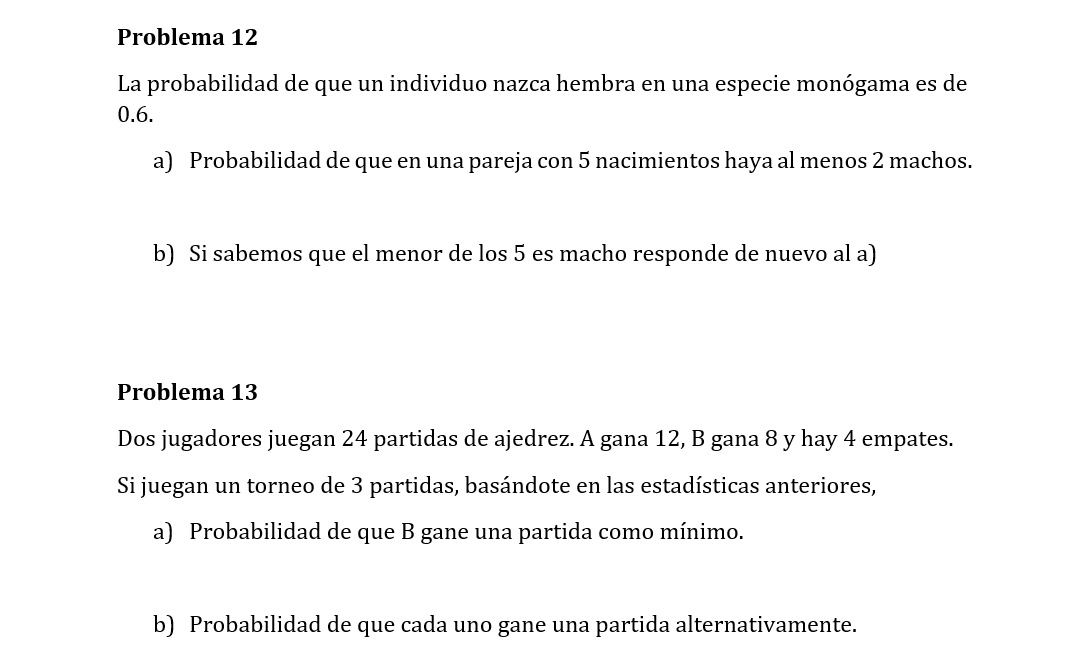 Problema 12
La probabilidad de que un individuo nazca hembra en una especie monógama es de
0.6.
a) Probabilidad de que en una pareja con 5 nacimientos haya al menos 2 machos.
b) Si sabemos que el menor de los 5 es macho responde de nuevo al a)
Problema 13
Dos jugadores juegan 24 partidas de ajedrez. A gana 12, B gana 8 y hay 4 empates.
Si juegan un torneo de 3 partidas, basándote en las estadísticas anteriores,
a) Probabilidad de que B gane una partida como mínimo.
b) Probabilidad de que cada uno gane una partida alternativamente.